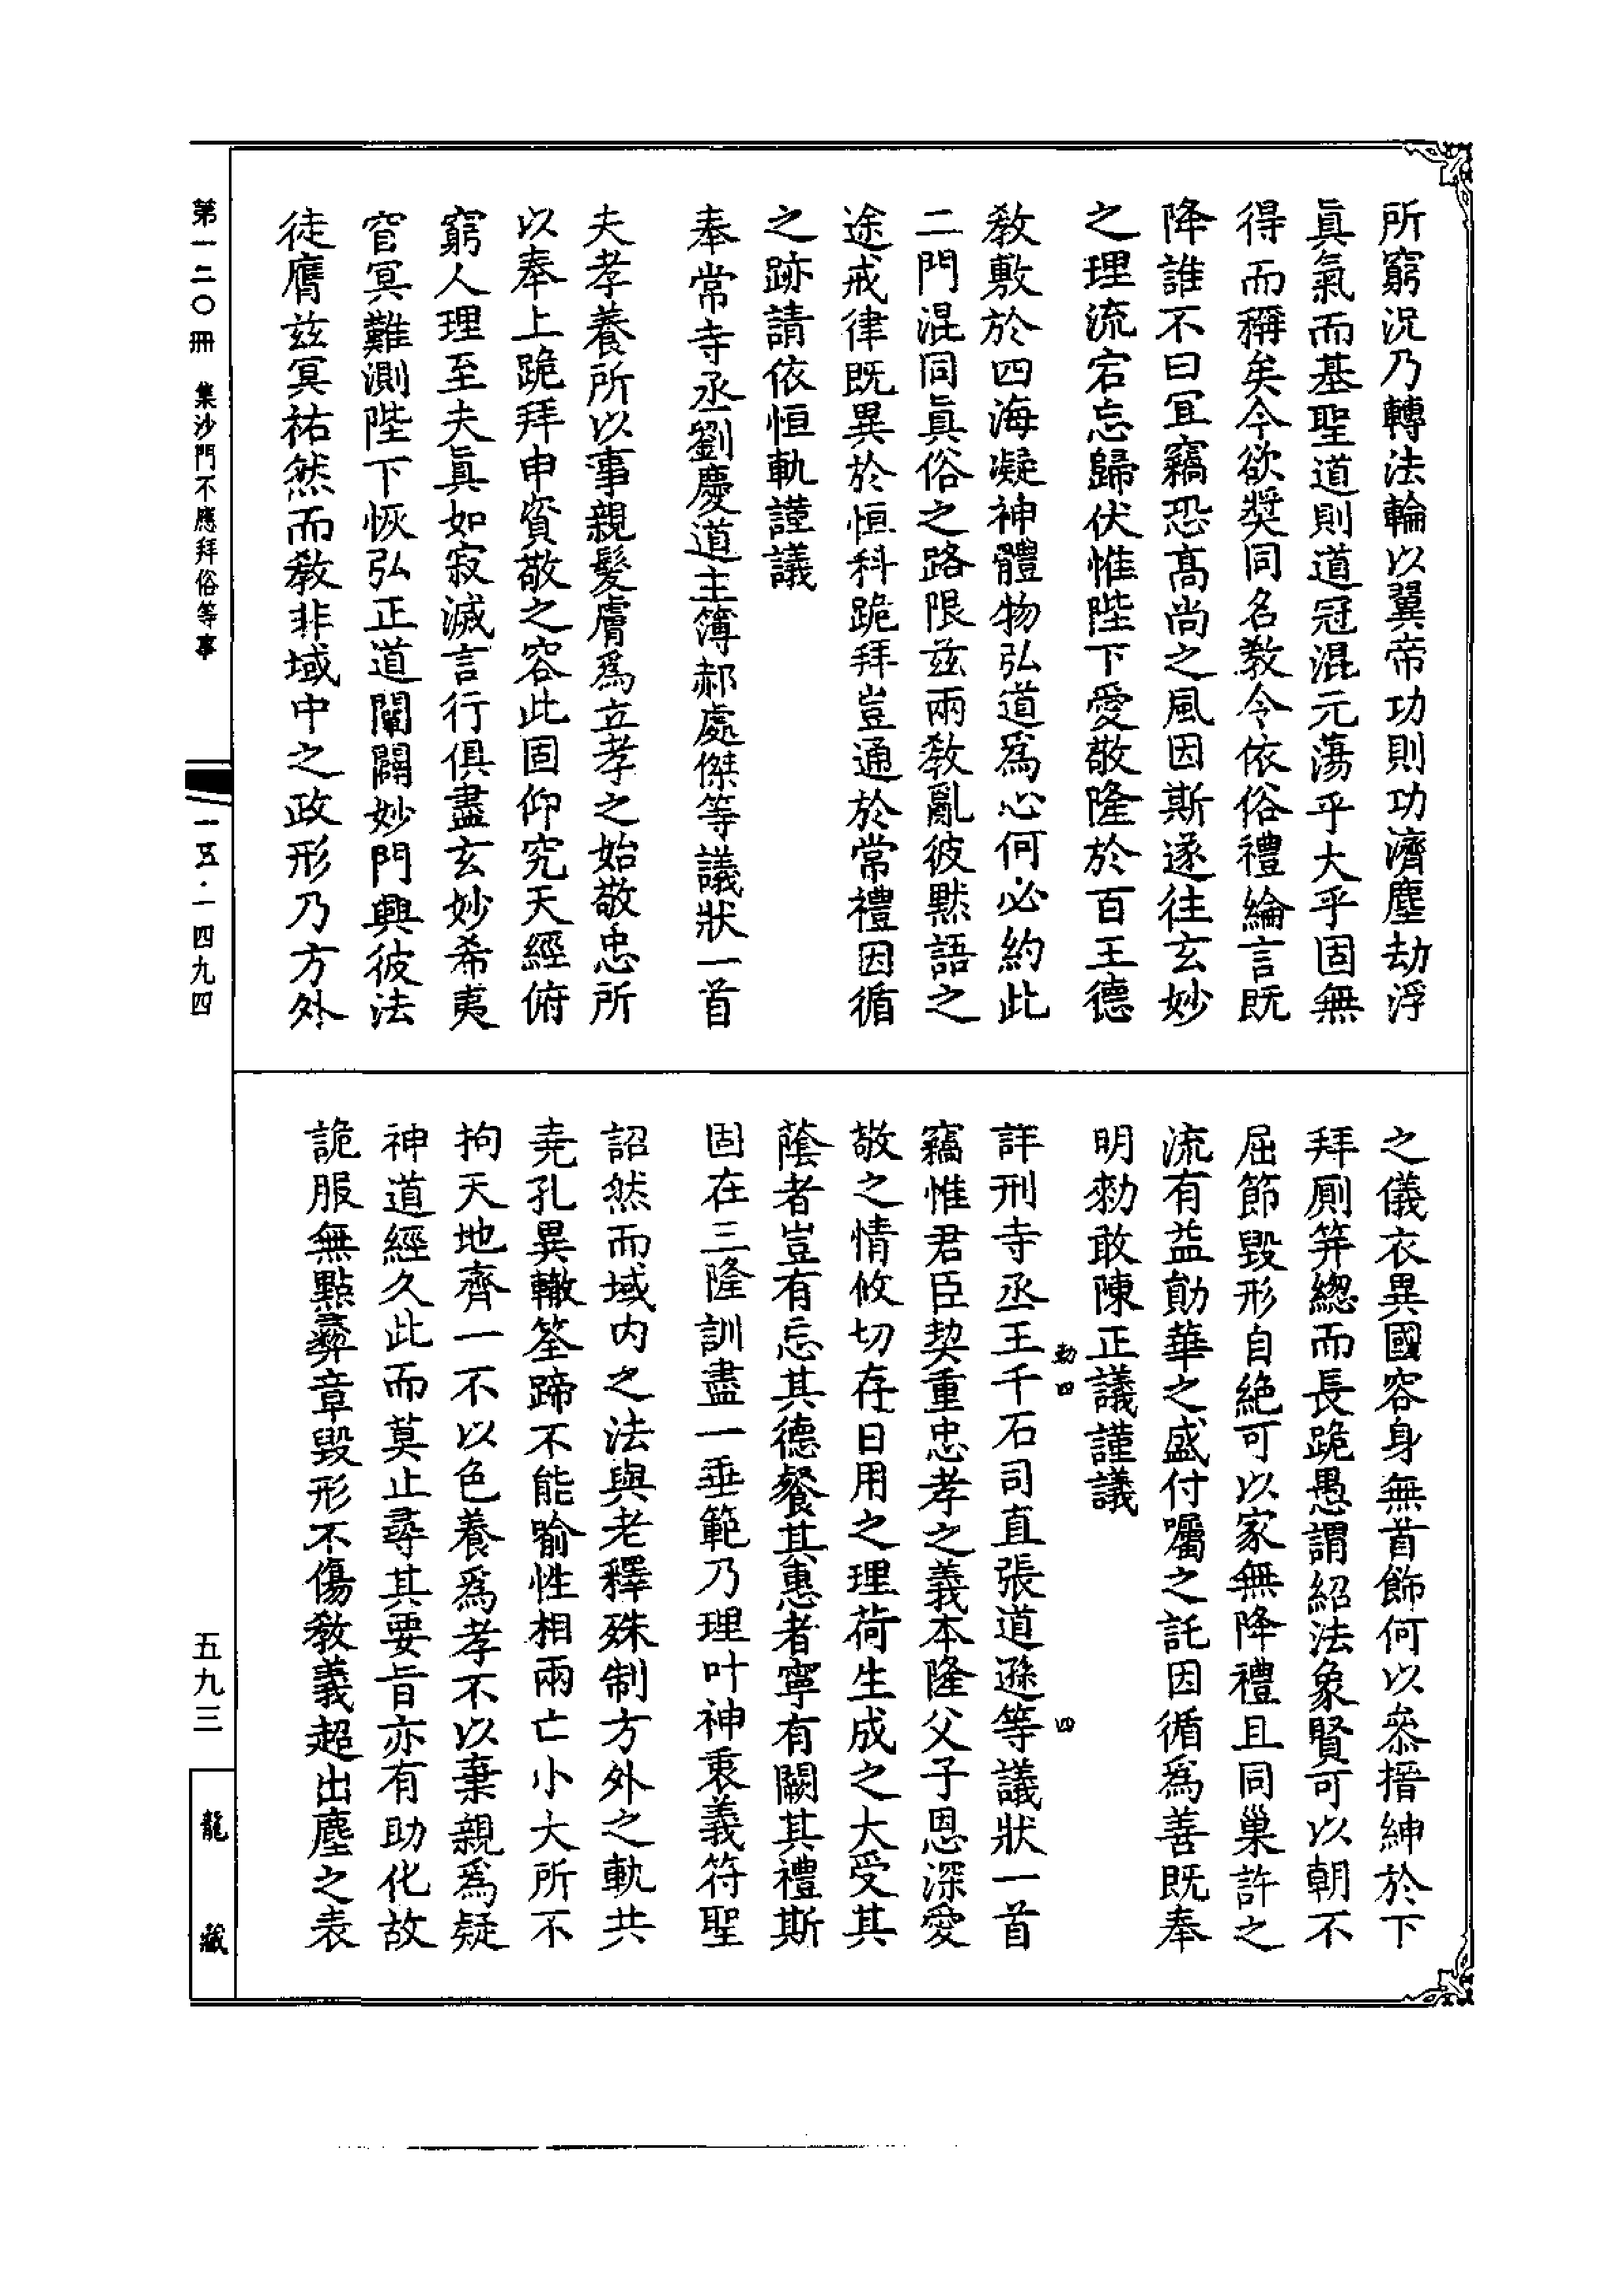 所窮況乃轉法輪以翼帝功則功濟塵劫浮
眞氣而基聖道則道冠混元蕩乎大乎固無
得而稱矣今欲奬同名敎令依俗禮綸言旣
降誰不曰宜竊恐髙尚之風因斯遂往玄妙
之理流宕忘歸伏惟陛下愛敬隆於百王德
敎敷於四海凝神體物弘道爲心何必約此
二門混同眞俗之路限茲兩敎亂彼黙語之
途戒律旣異於恒科跪拜豈通於常禮因循
之跡請依恒軌謹議
奉常寺丞劉慶道主簿郝處傑等議狀一首
夫孝養所以事親髮膚爲立孝之始敬忠所
以奉上跪拜申資敬之容此固仰究天經俯
窮人理至夫眞如寂滅言行俱盡玄妙希夷
窅冥難測陛下恢弘正道闡闢妙門興彼法
徒膺茲冥祐然而敎非域中之政形乃方外
之儀衣異國容身無首飾何以叅搢紳於下
拜厠笄緫而長跪愚謂紹法象賢可以朝不
屈節毀形自絶可以家無降禮且同巢許之
流有益勛華之盛付囑之託因循爲善旣奉
明勑敢陳正議謹議
勤四
四
詳刑寺丞王千石司直張道遜等議狀一首
竊惟君臣契重忠孝之義本隆父子恩深愛
敬之情攸切存日用之理荷生成之大受其
蔭者豈有忘其德餐其惠者寧有闕其禮斯
固在三隆訓盡一垂範乃理叶神衷義符聖
詔然而域内之法與老釋殊制方外之軌共
堯孔異轍筌蹄不能喻性相兩亡小大所不
拘天地齊一不以色養爲孝不以棄親爲疑
神道經久此而莫止尋其要旨亦有助化故
詭服無點彛章毀形不傷敎義超出塵之表
第一二〇冊
集沙門不應拜俗等事
一五·一四九四
五九三
龍藏